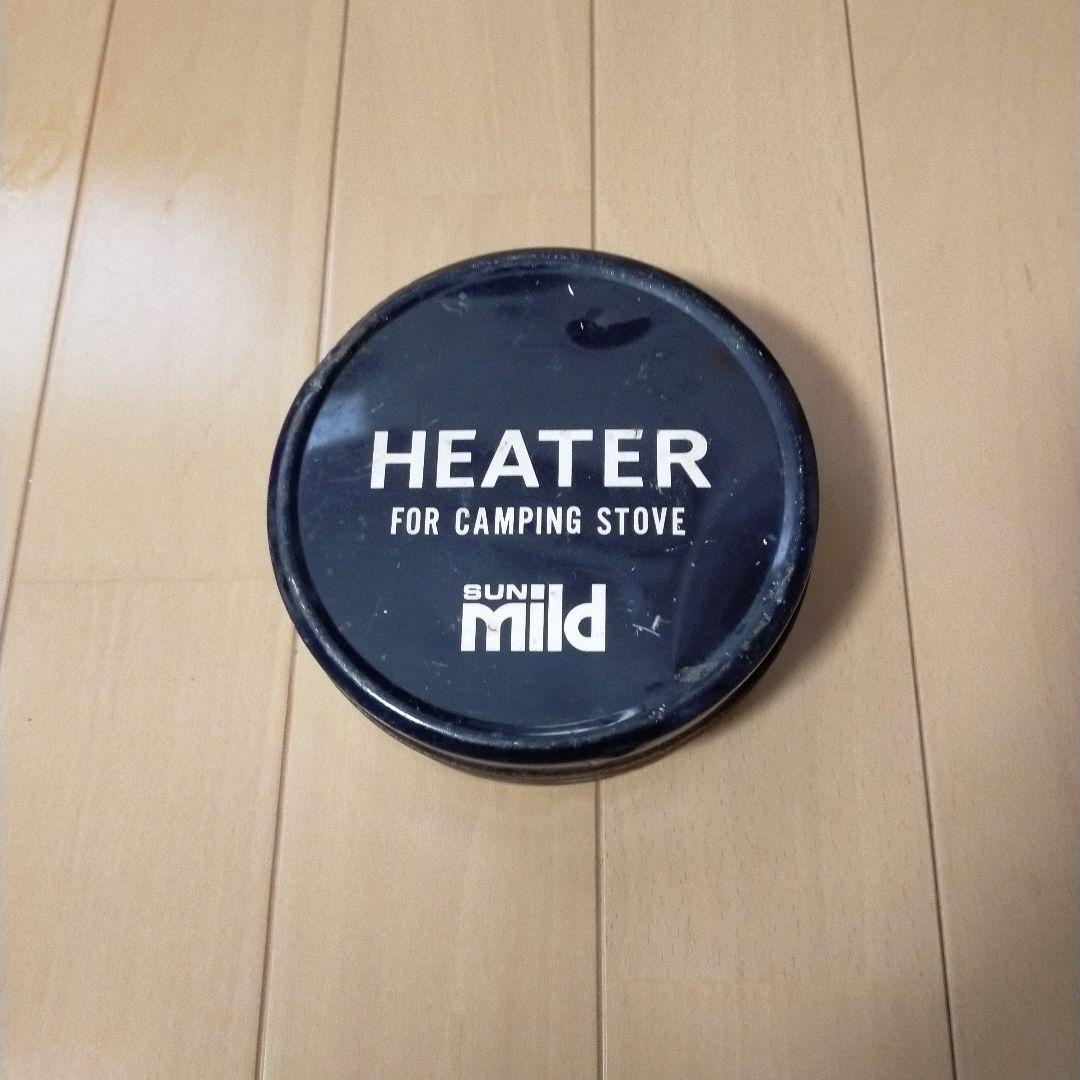 HEATER
FOR CAMPING STOVE
SUN
mild